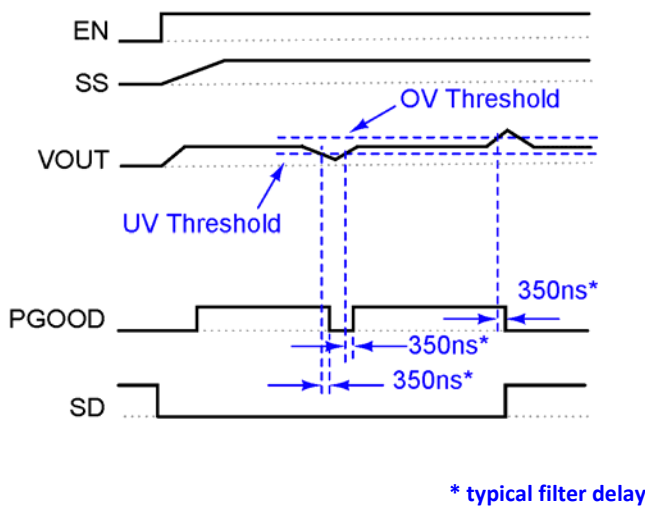 EN
SS
OV Threshold
VOUT
UV Threshold
350ns*
PGOOD
350ns*
350ns*
SD
* typical filter delay